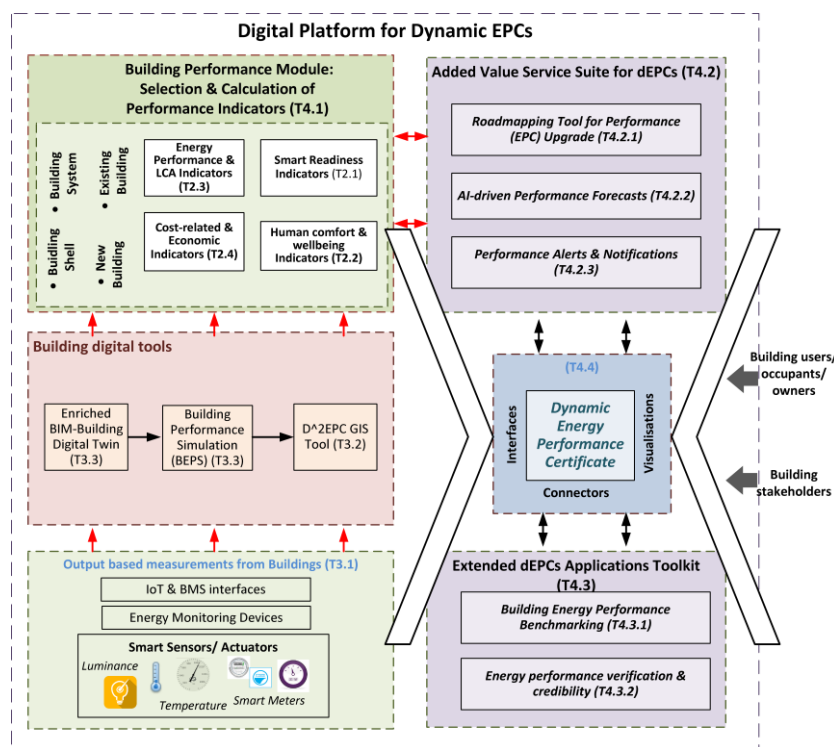 Digital Platform for Dynamic EPCs
Building Performance Module:
Selection & Calculation of
Performance Indicators (T4.1)
• Building
System
• Existing
Building
• Buidling
Shell
• New
Building
Energy
Performance &
LCA Indicators
(T2.3)
Smart Readiness
Indicators (T2.1)
Cost-related &
Economic
Indicators (T2.4)
Human comfort &
wellbeing
Indicators (T2.2)
Added Value Service Suite for dEPCs (T4.2)
Roadmapping Tool for Performance
(EPC) Upgrade (T4.2.1)
AI-driven Performance Forecasts (T4.2.2)
Performance Alerts & Notifications
(T4.2.3)
Building digital tools
Enriched
BIM-Building
Digital Twin
(T3.3)
Building
Performance
Simulation
(BEPS) (T3.3)
D^2EPC GIS
Tool (T3.2)
(T4.4)
Interfaces
Dynamic
Energy
Performance
Certificate
Visualisations
Connectors
Building users/
occupants/
owners
Building
stakeholders
Output based measurements from Buildings (T3.1)
IoT & BMS interfaces
Energy Monitoring Devices
Smart Sensors/ Actuators
Luminance
Temperature
Smart Meters
Extended dEPCs Applications Toolkit
(T4.3)
Building Energy Performance
Benchmarking (T4.3.1)
Energy performance verification &
credibility (T4.3.2)